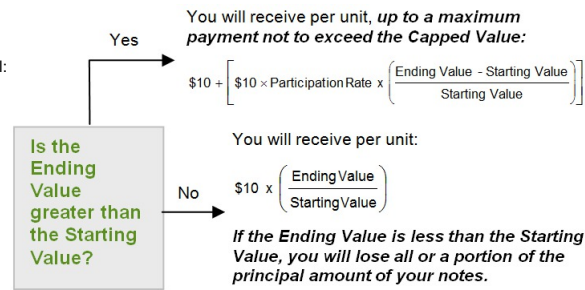 You will receive per unit, up to a maximum
payment not to exceed the Capped Value:
Yes
$10 + [ $10 × Participation Rate x ( Ending Value - Starting Value / Starting Value ) ]
Is the
Ending
Value
greater than
the Starting
Value?
No
You will receive per unit:
$10 x ( Ending Value / Starting Value )
If the Ending Value is less than the Starting
Value, you will lose all or a portion of the
principal amount of your notes.